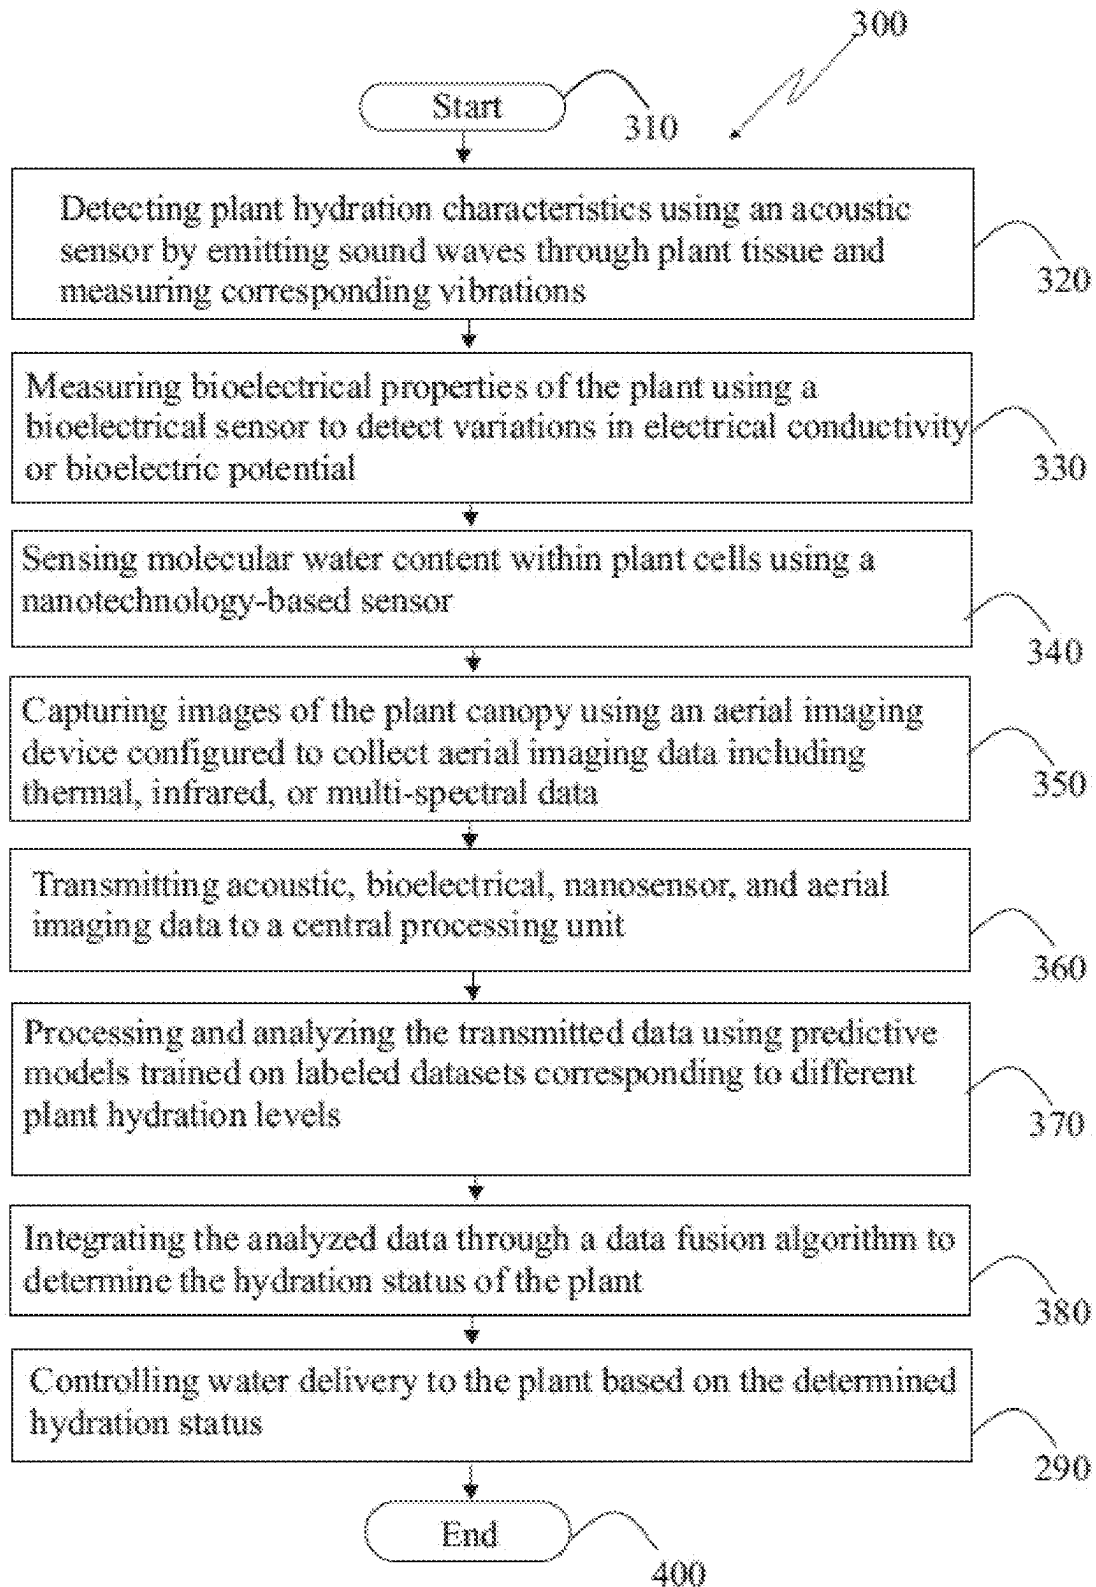 300
Start
310
Detecting plant hydration characteristics using an acoustic
sensor by emitting sound waves through plant tissue and
measuring corresponding vibrations
320
Measuring bioelectrical properties of the plant using a
bioelectrical sensor to detect variations in electrical conductivity
or bioelectric potential
330
Sensing molecular water content within plant cells using a
nanotechnology-based sensor
340
Capturing images of the plant canopy using an aerial imaging
device configured to collect aerial imaging data including
thermal, infrared, or multi-spectral data
350
Transmitting acoustic, bioelectrical, nanosensor, and aerial
imaging data to a central processing unit
360
Processing and analyzing the transmitted data using predictive
models trained on labeled datasets corresponding to different
plant hydration levels
370
Integrating the analyzed data through a data fusion algorithm to
determine the hydration status of the plant
380
Controlling water delivery to the plant based on the determined
hydration status
290
End
400